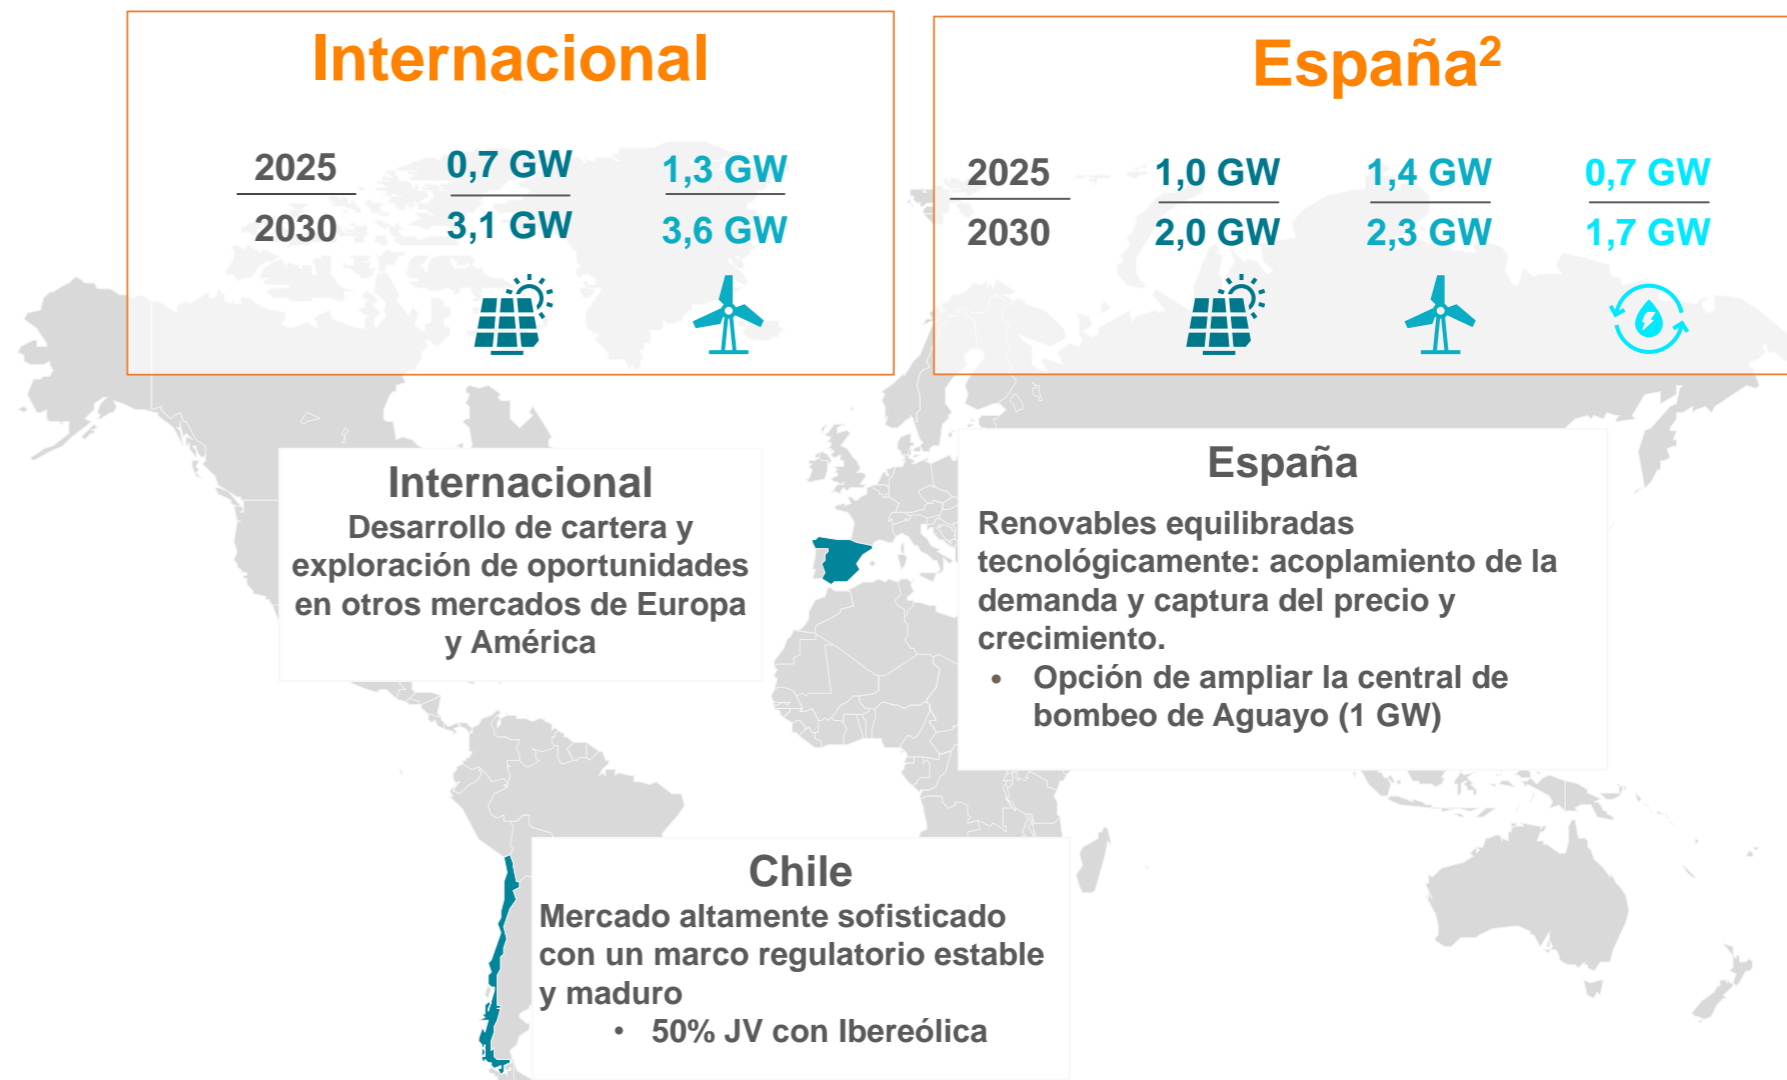 Internacional
2025 0,7 GW 1,3 GW
2030 3,1 GW 3,6 GW
España²
2025 1,0 GW 1,4 GW 0,7 GW
2030 2,0 GW 2,3 GW 1,7 GW
Internacional
Desarrollo de cartera y
exploración de oportunidades
en otros mercados de Europa
y América
España
Renovables equilibradas
tecnológicamente: acoplamiento de la
demanda y captura del precio y
crecimiento.
• Opción de ampliar la central de
bombeo de Aguayo (1 GW)
Chile
Mercado altamente sofisticado
con un marco regulatorio estable
y maduro
• 50% JV con Ibereólica